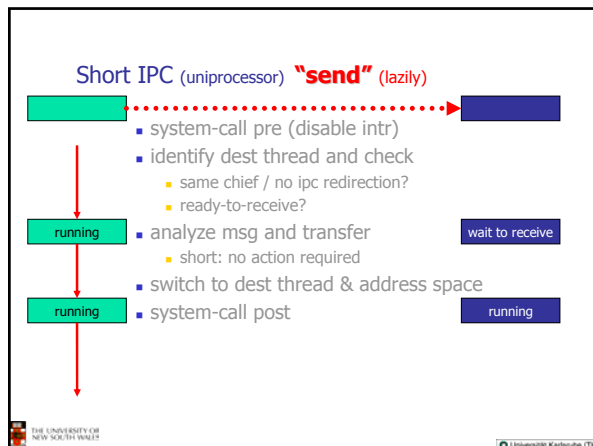 Short IPC (uniprocessor) “send” (lazily)
system-call pre (disable intr)
identify dest thread and check
same chief / no ipc redirection?
ready-to-receive?
running
analyze msg and transfer
wait to receive
short: no action required
switch to dest thread & address space
running
system-call post
running
THE UNIVERSITY OF
NEW SOUTH WALES
Universität Karlsruhe (T